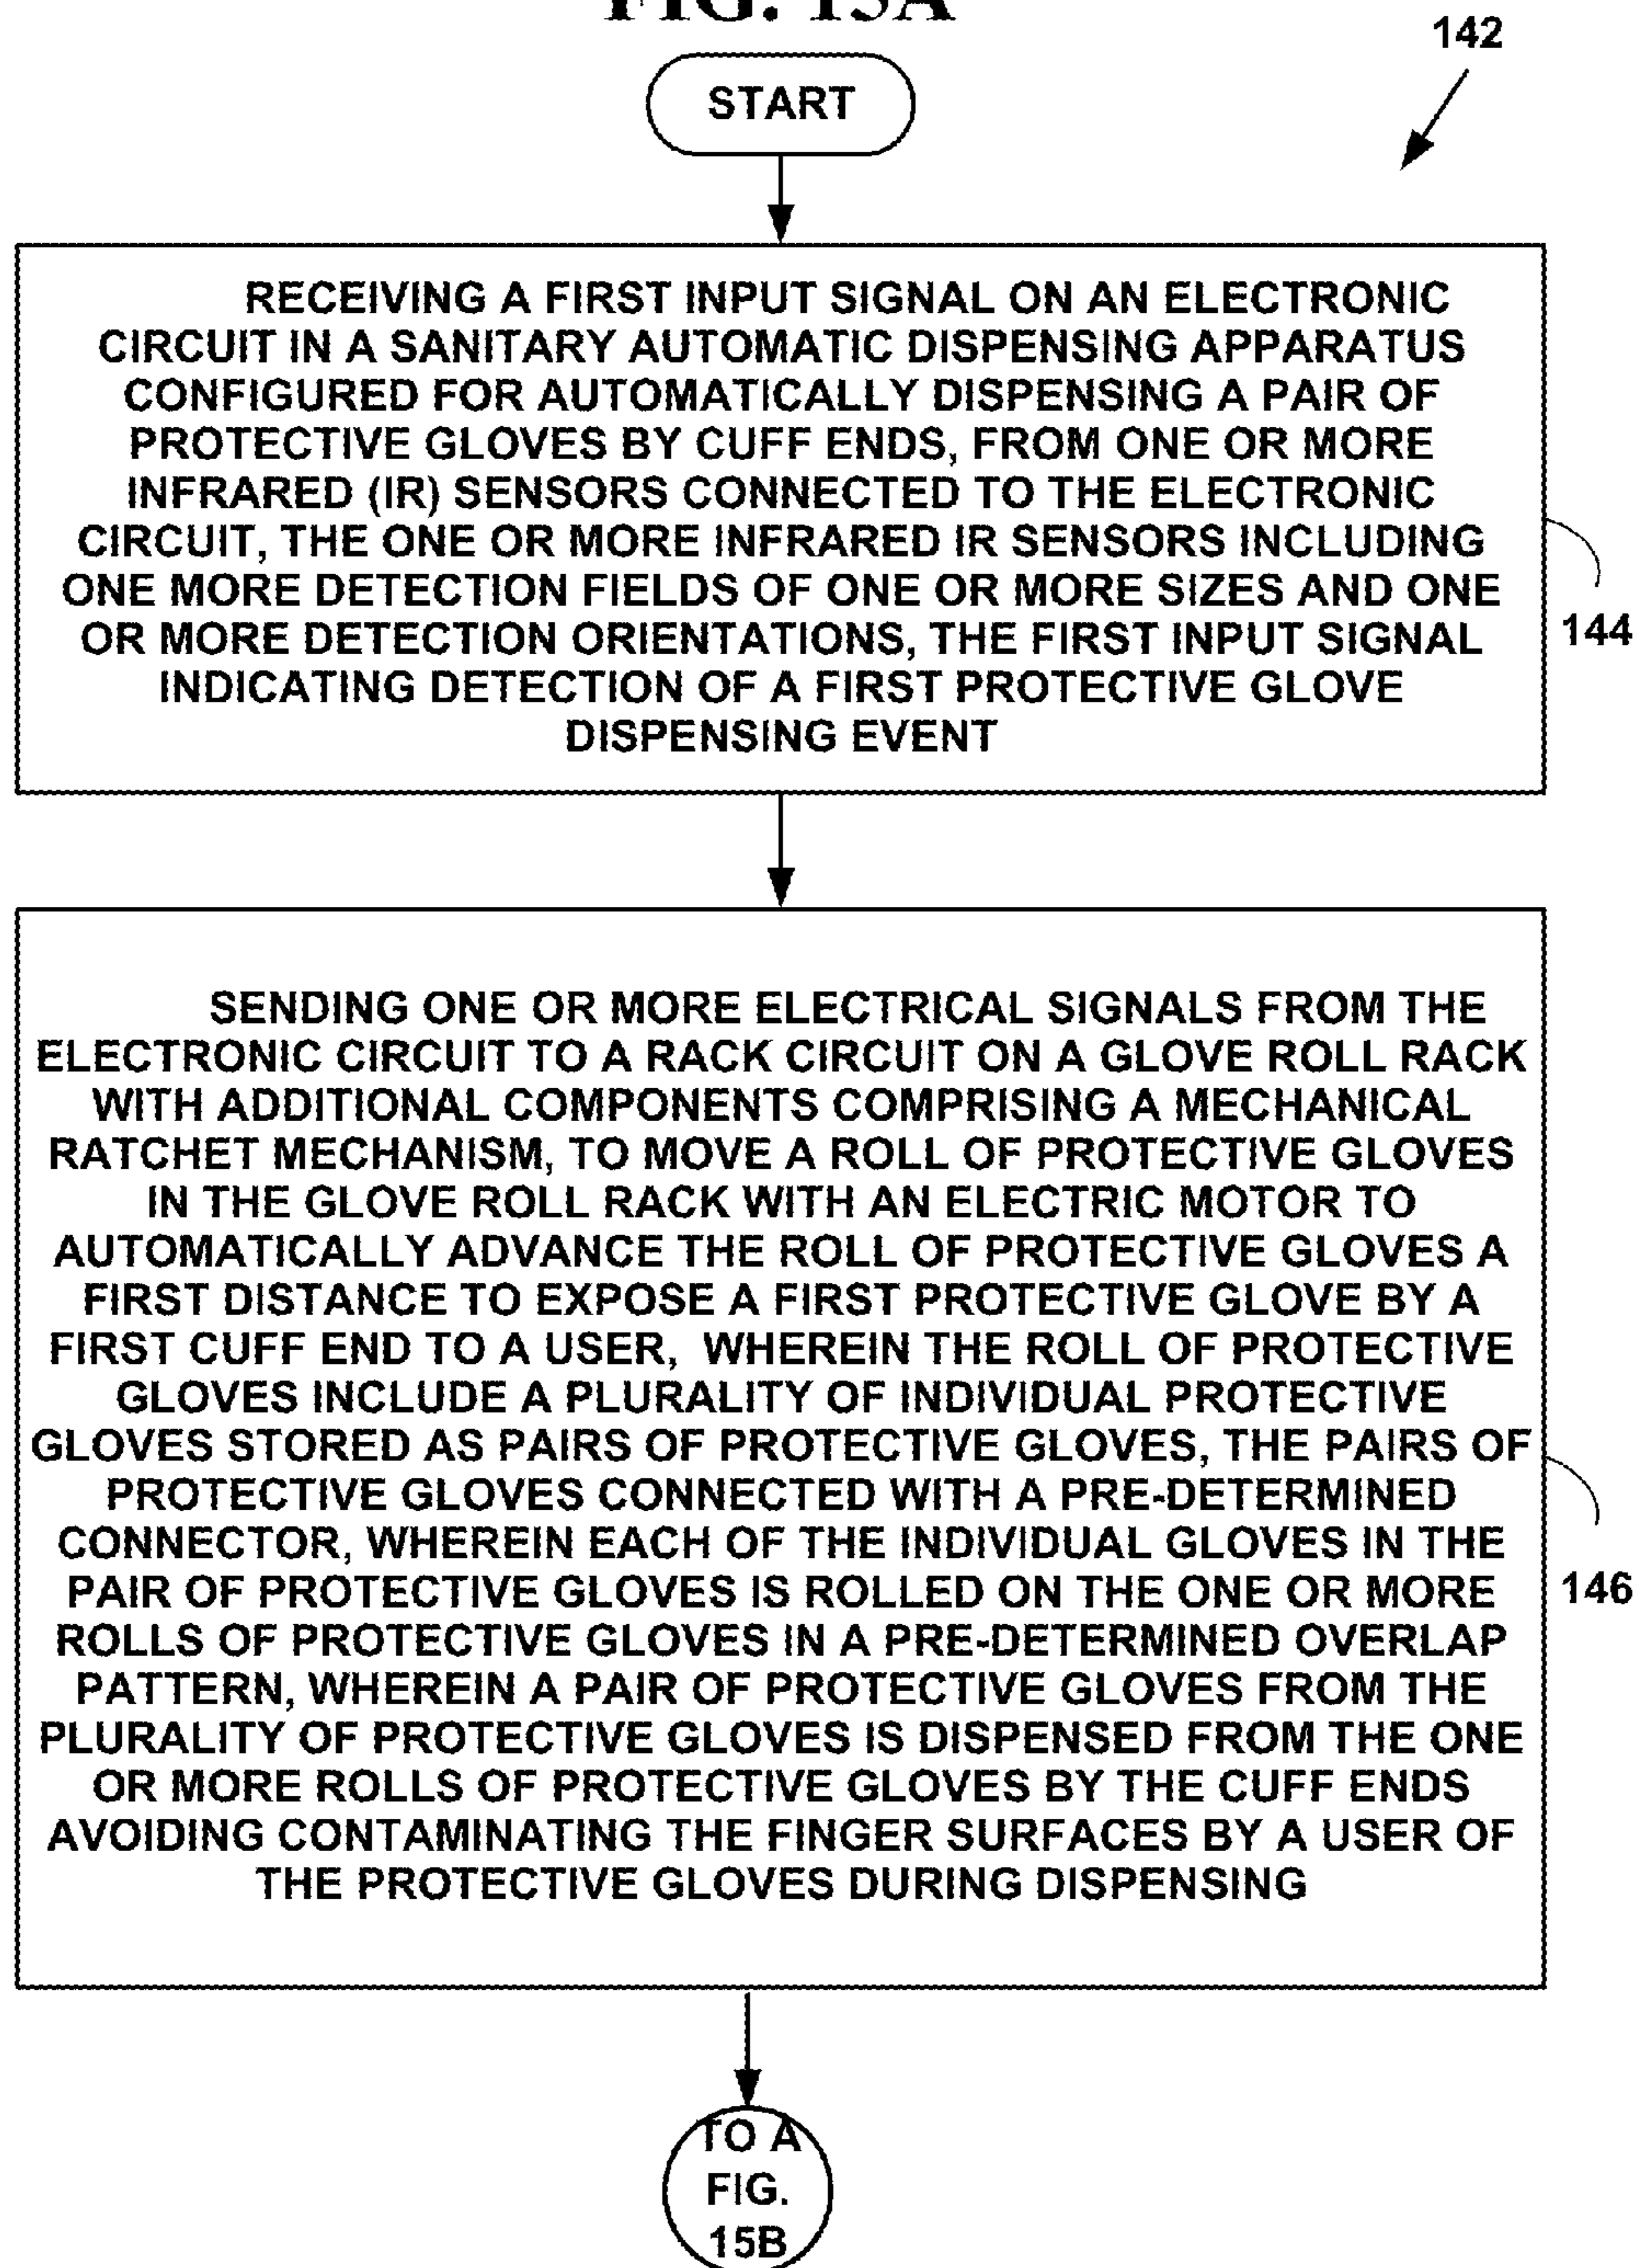 FIG. 15A
142
START
RECEIVING A FIRST INPUT SIGNAL ON AN ELECTRONIC
CIRCUIT IN A SANITARY AUTOMATIC DISPENSING APPARATUS
CONFIGURED FOR AUTOMATICALLY DISPENSING A PAIR OF
PROTECTIVE GLOVES BY CUFF ENDS, FROM ONE OR MORE
INFRARED (IR) SENSORS CONNECTED TO THE ELECTRONIC
CIRCUIT, THE ONE OR MORE INFRARED IR SENSORS INCLUDING
ONE MORE DETECTION FIELDS OF ONE OR MORE SIZES AND ONE
OR MORE DETECTION ORIENTATIONS, THE FIRST INPUT SIGNAL
INDICATING DETECTION OF A FIRST PROTECTIVE GLOVE
DISPENSING EVENT
144
SENDING ONE OR MORE ELECTRICAL SIGNALS FROM THE
ELECTRONIC CIRCUIT TO A RACK CIRCUIT ON A GLOVE ROLL RACK
WITH ADDITIONAL COMPONENTS COMPRISING A MECHANICAL
RATCHET MECHANISM, TO MOVE A ROLL OF PROTECTIVE GLOVES
IN THE GLOVE ROLL RACK WITH AN ELECTRIC MOTOR TO
AUTOMATICALLY ADVANCE THE ROLL OF PROTECTIVE GLOVES A
FIRST DISTANCE TO EXPOSE A FIRST PROTECTIVE GLOVE BY A
FIRST CUFF END TO A USER, WHEREIN THE ROLL OF PROTECTIVE
GLOVES INCLUDE A PLURALITY OF INDIVIDUAL PROTECTIVE
GLOVES STORED AS PAIRS OF PROTECTIVE GLOVES, THE PAIRS OF
PROTECTIVE GLOVES CONNECTED WITH A PRE-DETERMINED
CONNECTOR, WHEREIN EACH OF THE INDIVIDUAL GLOVES IN THE
PAIR OF PROTECTIVE GLOVES IS ROLLED ON THE ONE OR MORE
ROLLS OF PROTECTIVE GLOVES IN A PRE-DETERMINED OVERLAP
PATTERN, WHEREIN A PAIR OF PROTECTIVE GLOVES FROM THE
PLURALITY OF PROTECTIVE GLOVES IS DISPENSED FROM THE ONE
OR MORE ROLLS OF PROTECTIVE GLOVES BY THE CUFF ENDS
AVOIDING CONTAMINATING THE FINGER SURFACES BY A USER OF
THE PROTECTIVE GLOVES DURING DISPENSING
146
TO A
FIG.
15B